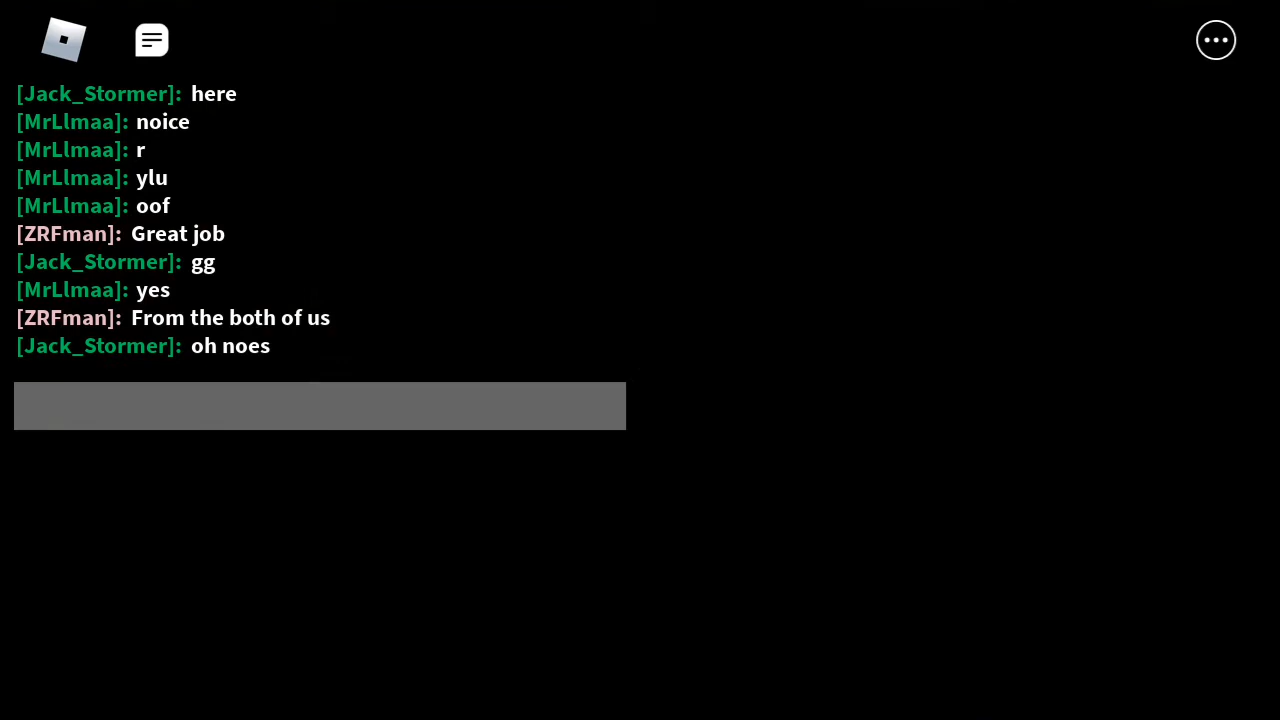 [Jack_Stormer]: here
[MrLlmaa]: noice
[MrLlmaa]: r
[MrLlmaa]: ylu
[MrLlmaa]: oof
[ZRFman]: Great job
[Jack_Stormer]: gg
[MrLlmaa]: yes
[ZRFman]: From the both of us
[Jack_Stormer]: oh noes